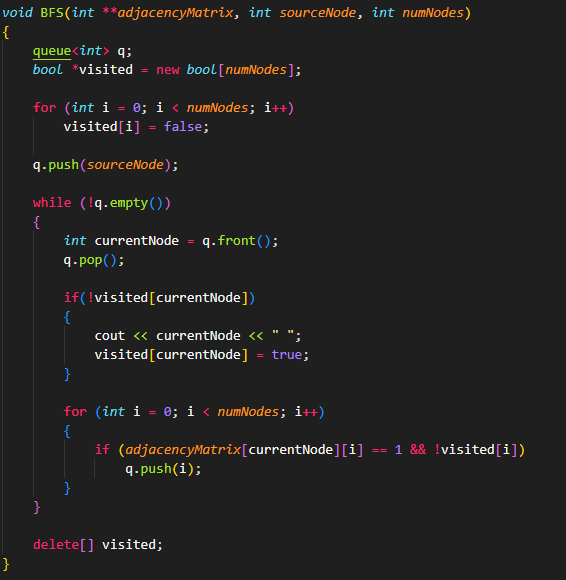 void BFS(int **adjacencyMatrix, int sourceNode, int numNodes)
{
    queue<int> q;
    bool *visited = new bool[numNodes];

    for (int i = 0; i < numNodes; i++)
        visited[i] = false;

    q.push(sourceNode);

    while (!q.empty())
    {
        int currentNode = q.front();
        q.pop();

        if(!visited[currentNode])
        {
            cout << currentNode << " ";
            visited[currentNode] = true;
        }

        for (int i = 0; i < numNodes; i++)
        {
            if (adjacencyMatrix[currentNode][i] == 1 && !visited[i])
                q.push(i);
        }
    }

    delete[] visited;
}